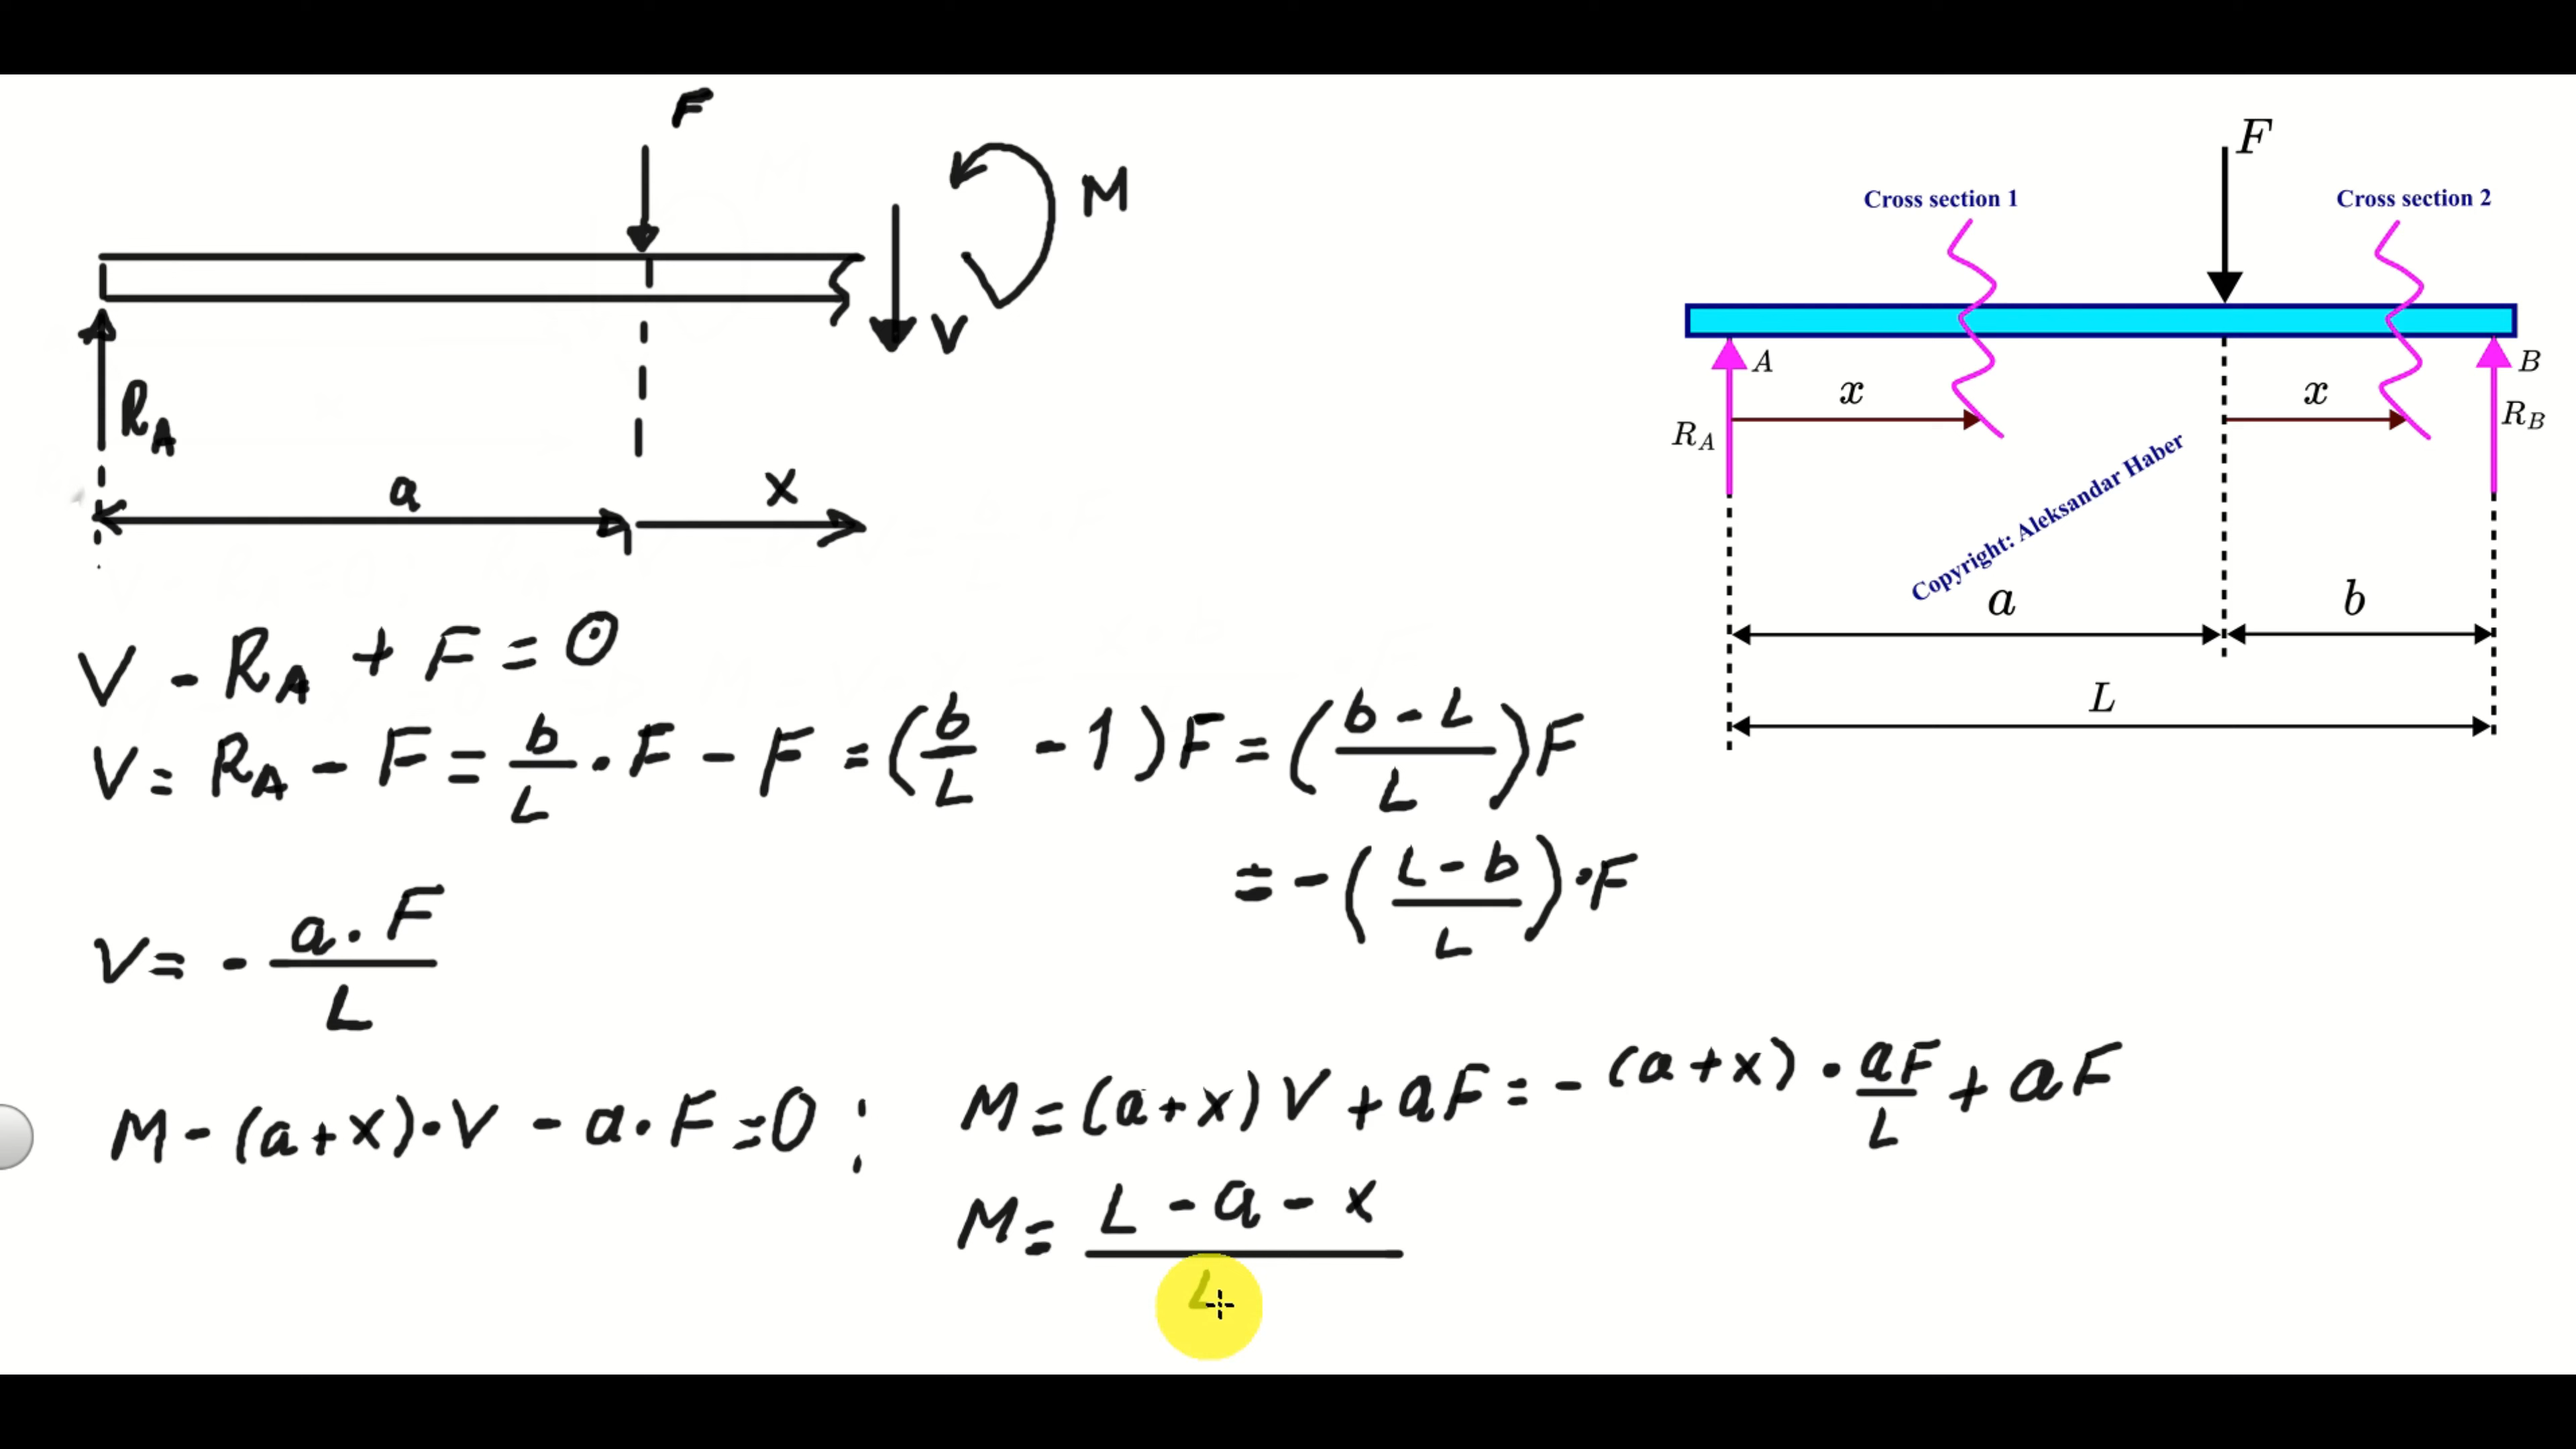 F
M
V
R_A
a
x
V - R_A + F = 0
V = R_A - F = b/L · F - F = (b/L - 1)F = ((b-L)/L)F
= -((L-b)/L)·F
V = - a·F/L
M - (a+x)·V - a·F = 0 ; M = (a+x)V + aF = - (a+x)·aF/L + aF
M = (L - a - x)/L
F
Cross section 1
Cross section 2
A
B
x
x
R_A
R_B
Copyright: Aleksandar Haber
a
b
L